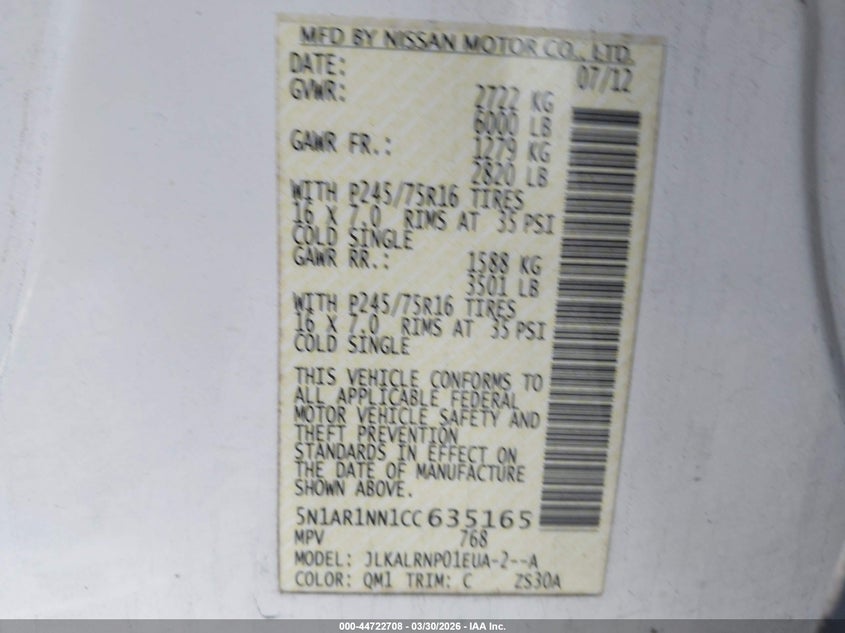 MFD BY NISSAN MOTOR CO., LTD.
DATE: 07/12
GVWR: 2722 KG
6000 LB
GAWR FR.: 1279 KG
2820 LB
WITH P245/75R16 TIRES
16 X 7.0 RIMS AT 35 PSI
COLD SINGLE
GAWR RR.: 1588 KG
3501 LB
WITH P245/75R16 TIRES
16 X 7.0 RIMS AT 35 PSI
COLD SINGLE
THIS VEHICLE CONFORMS TO
ALL APPLICABLE FEDERAL
MOTOR VEHICLE SAFETY AND
THEFT PREVENTION
STANDARDS IN EFFECT ON
THE DATE OF MANUFACTURE
SHOWN ABOVE.
5N1AR1NN1CC635165
MPV 768
MODEL: JLKALRNP01EUA-2--A
COLOR: QM1 TRIM: C ZS30A
000-44722708 - 03/30/2026 - IAA Inc.